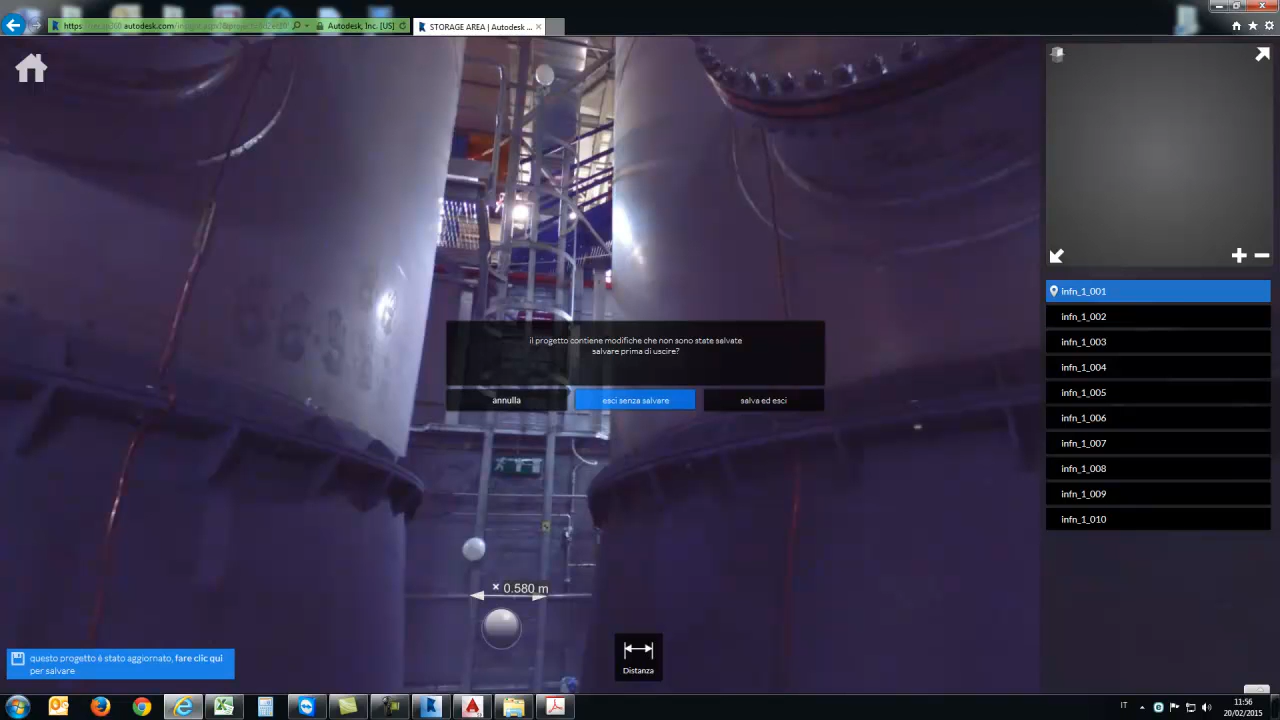 Autodesk, Inc. [US]
STORAGE AREA | Autodesk ...
il progetto contiene modifiche che non sono state salvate
salvare prima di uscire?
annulla
esci senza salvare
salva ed esci
infn_1_001
infn_1_002
infn_1_003
infn_1_004
infn_1_005
infn_1_006
infn_1_007
infn_1_008
infn_1_009
infn_1_010
× 0.580 m
Distanza
questo progetto è stato aggiornato, fare clic qui
per salvare
IT
11:56
20/02/2015